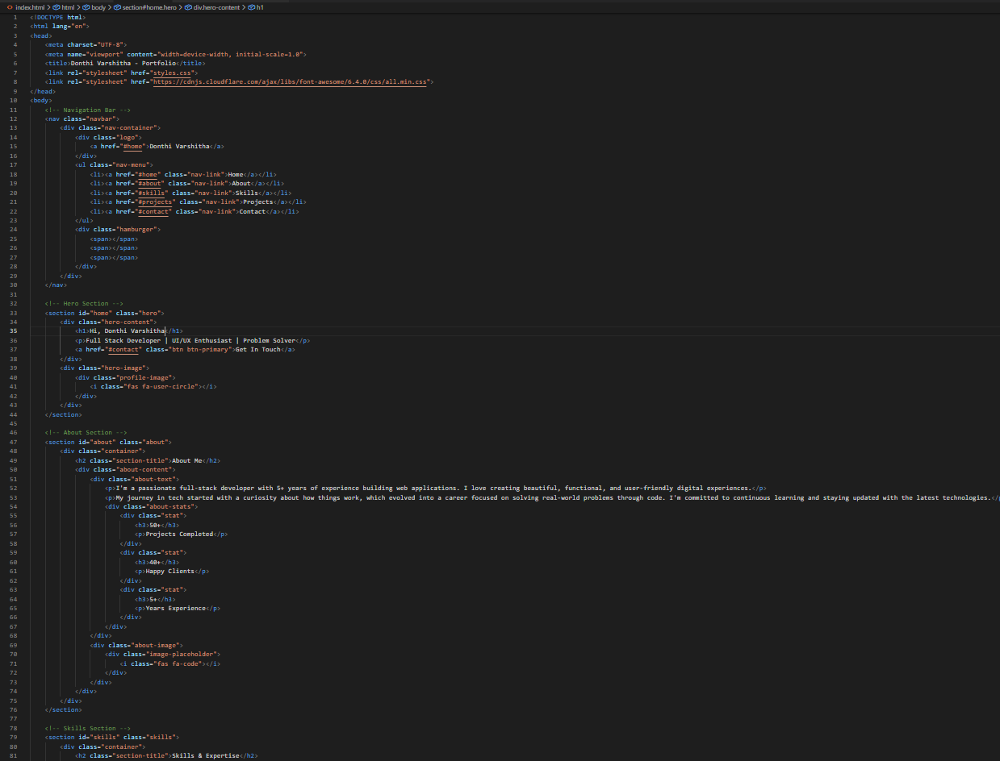 index.html > html > body > section#home.hero > div.hero-content > h1
1 <!DOCTYPE html>
2 <html lang="en">
3 <head>
4 <meta charset="UTF-8">
5 <meta name="viewport" content="width=device-width, initial-scale=1.0">
6 <title>Donthi Varshitha - Portfolio</title>
7 <link rel="stylesheet" href="styles.css">
8 <link rel="stylesheet" href="https://cdnjs.cloudflare.com/ajax/libs/font-awesome/6.4.0/css/all.min.css">
9 </head>
10 <body>
11 <!-- Navigation Bar -->
12 <nav class="navbar">
13 <div class="nav-container">
14 <div class="logo">
15 <a href="#home">Donthi Varshitha</a>
16 </div>
17 <ul class="nav-menu">
18 <li><a href="#home" class="nav-link">Home</a></li>
19 <li><a href="#about" class="nav-link">About</a></li>
20 <li><a href="#skills" class="nav-link">Skills</a></li>
21 <li><a href="#projects" class="nav-link">Projects</a></li>
22 <li><a href="#contact" class="nav-link">Contact</a></li>
23 </ul>
24 <div class="hamburger">
25 <span></span>
26 <span></span>
27 <span></span>
28 </div>
29 </div>
30 </nav>
31
32 <!-- Hero Section -->
33 <section id="home" class="hero">
34 <div class="hero-content">
35 <h1>Hi, Donthi Varshitha</h1>
36 <p>Full Stack Developer | UI/UX Enthusiast | Problem Solver</p>
37 <a href="#contact" class="btn btn-primary">Get In Touch</a>
38 </div>
39 <div class="hero-image">
40 <div class="profile-image">
41 <i class="fas fa-user-circle"></i>
42 </div>
43 </div>
44 </section>
45
46 <!-- About Section -->
47 <section id="about" class="about">
48 <div class="container">
49 <h2 class="section-title">About Me</h2>
50 <div class="about-content">
51 <div class="about-text">
52 <p>I'm a passionate full-stack developer with 5+ years of experience building web applications. I love creating beautiful, functional, and user-friendly digital experiences.</p>
53 <p>My journey in tech started with a curiosity about how things work, which evolved into a career focused on solving real-world problems through code. I'm committed to continuous learning and staying updated with the latest technologies.</p
54 <div class="about-stats">
55 <div class="stat">
56 <h3>50+</h3>
57 <p>Projects Completed</p>
58 </div>
59 <div class="stat">
60 <h3>40+</h3>
61 <p>Happy Clients</p>
62 </div>
63 <div class="stat">
64 <h3>5+</h3>
65 <p>Years Experience</p>
66 </div>
67 </div>
68 </div>
69 <div class="about-image">
70 <div class="image-placeholder">
71 <i class="fas fa-code"></i>
72 </div>
73 </div>
74 </div>
75 </div>
76 </section>
77
78 <!-- Skills Section -->
79 <section id="skills" class="skills">
80 <div class="container">
81 <h2 class="section-title">Skills & Expertise</h2>